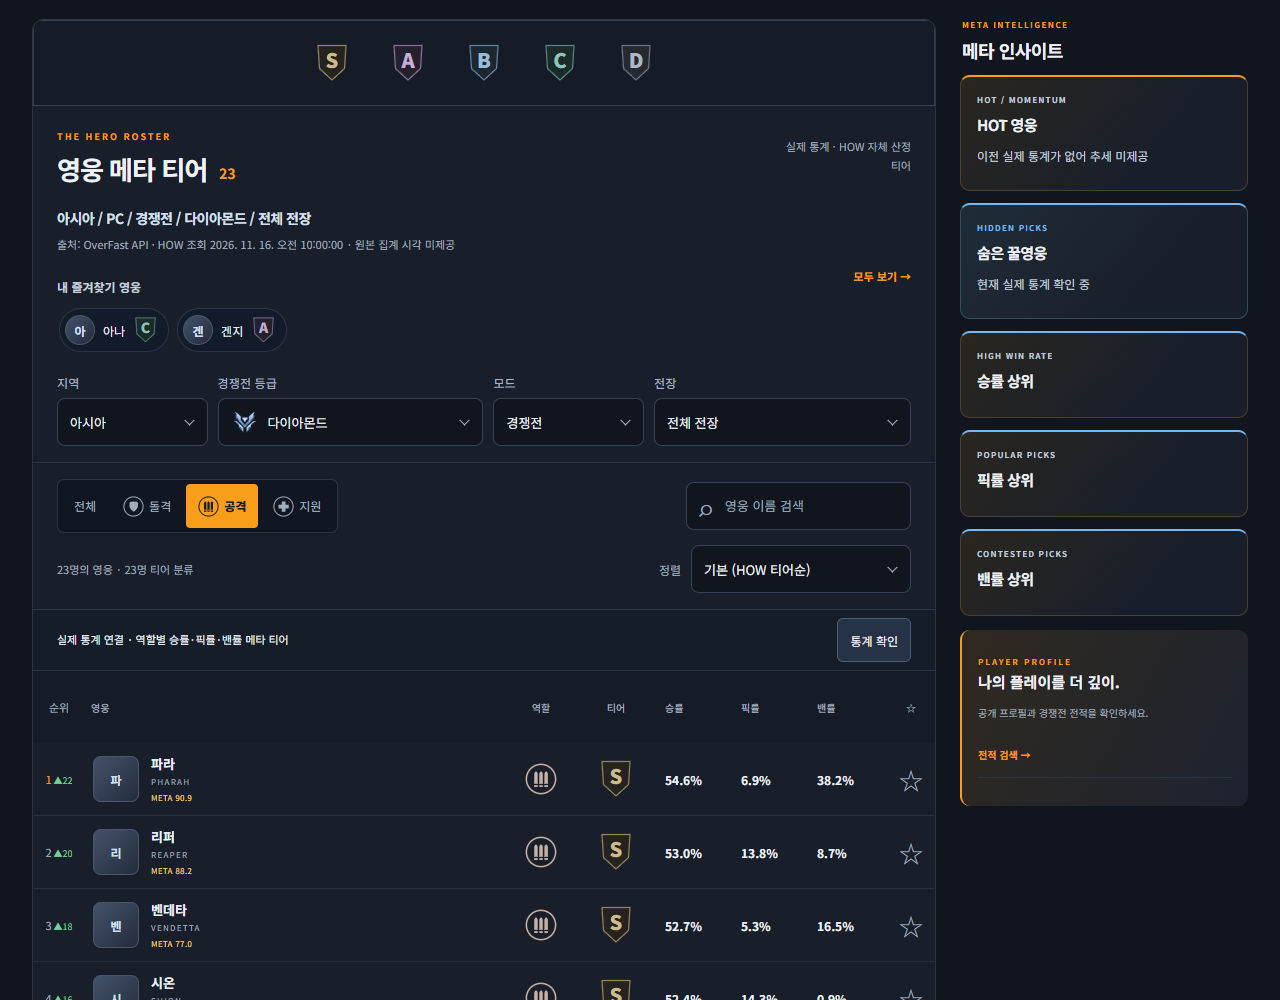 S A B C D
THE HERO ROSTER
영웅 메타 티어 23
실제 통계 · HOW 자체 산정
티어
아시아 / PC / 경쟁전 / 다이아몬드 / 전체 전장
출처: OverFast API · HOW 조회 2026. 11. 16. 오전 10:00:00 · 원본 집계 시각 미제공
내 즐겨찾기 영웅
모두 보기 →
아 아나 C 겐 겐지 A
지역 경쟁전 등급 모드 전장
아시아 다이아몬드 경쟁전 전체 전장
전체 돌격 공격 지원
영웅 이름 검색
23명의 영웅 · 23명 티어 분류
정렬 기본 (HOW 티어순)
실제 통계 연결 · 역할별 승률·픽률·밴률 메타 티어
통계 확인
순위 영웅 역할 티어 승률 픽률 밴률 ☆
1 ▲22 파 파라 S 54.6% 6.9% 38.2% ☆
PHARAH
META 90.9
2 ▲20 리 리퍼 S 53.0% 13.8% 8.7% ☆
REAPER
META 88.2
3 ▲18 벤 벤데타 S 52.7% 5.3% 16.5% ☆
VENDETTA
META 77.0
4 ▲16 시 시온 S 52.4% 14.3% 0.9% ☆
META INTELLIGENCE
메타 인사이트
HOT / MOMENTUM
HOT 영웅
이전 실제 통계가 없어 추세 미제공
HIDDEN PICKS
숨은 꿀영웅
현재 실제 통계 확인 중
HIGH WIN RATE
승률 상위
POPULAR PICKS
픽률 상위
CONTESTED PICKS
밴률 상위
PLAYER PROFILE
나의 플레이를 더 깊이.
공개 프로필과 경쟁전 전적을 확인하세요.
전적 검색 →